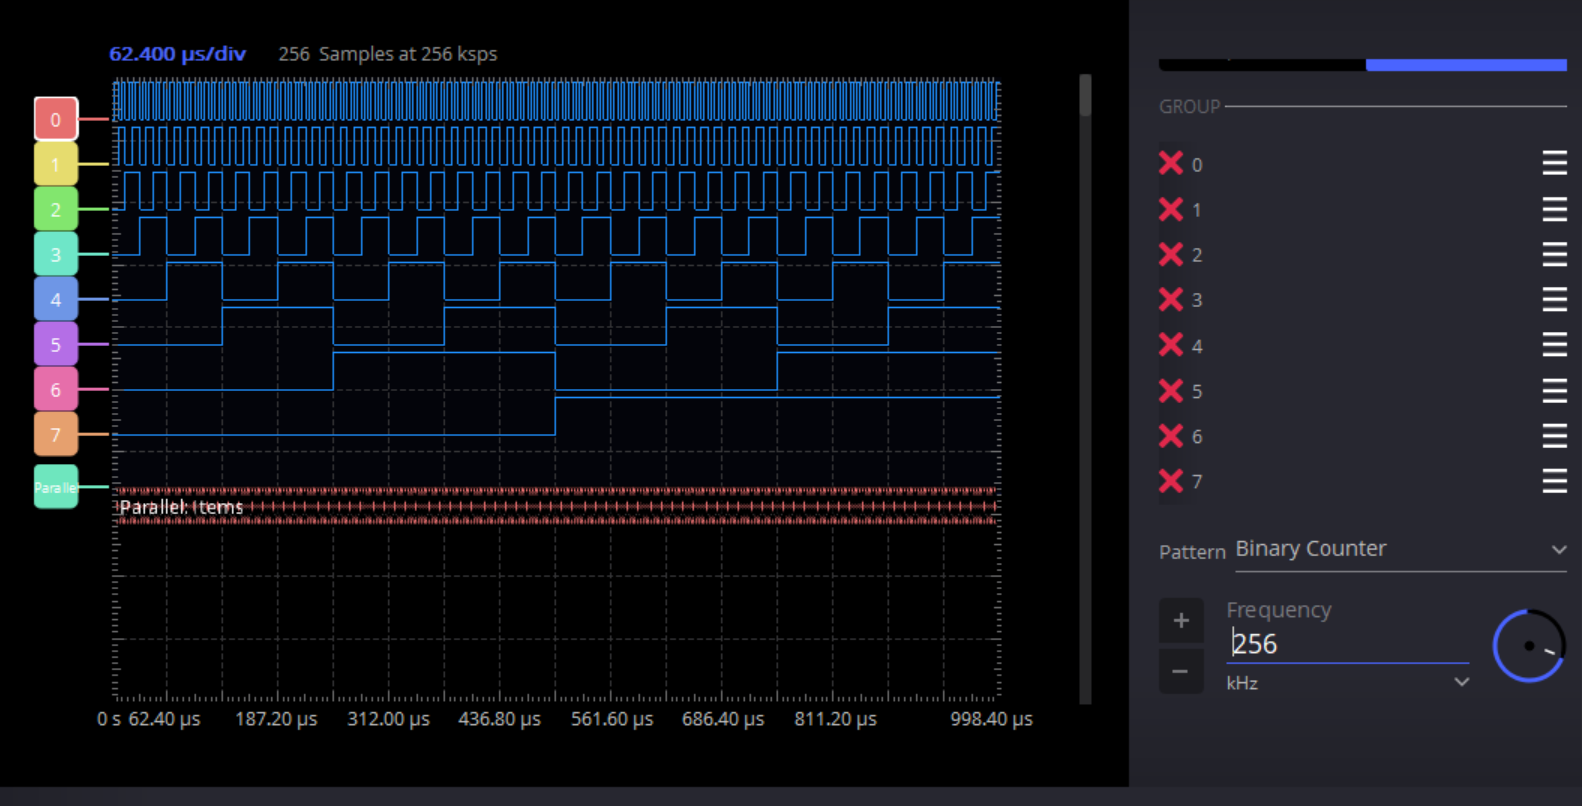 62.400 µs/div 256 Samples at 256 ksps
GROUP
0
1
2
3
4
5
6
7
0
1
2
3
4
5
6
7
Paralle
Parallel: Items
Pattern Binary Counter
+ Frequency
256
− kHz
0 s 62.40 µs 187.20 µs 312.00 µs 436.80 µs 561.60 µs 686.40 µs 811.20 µs 998.40 µs